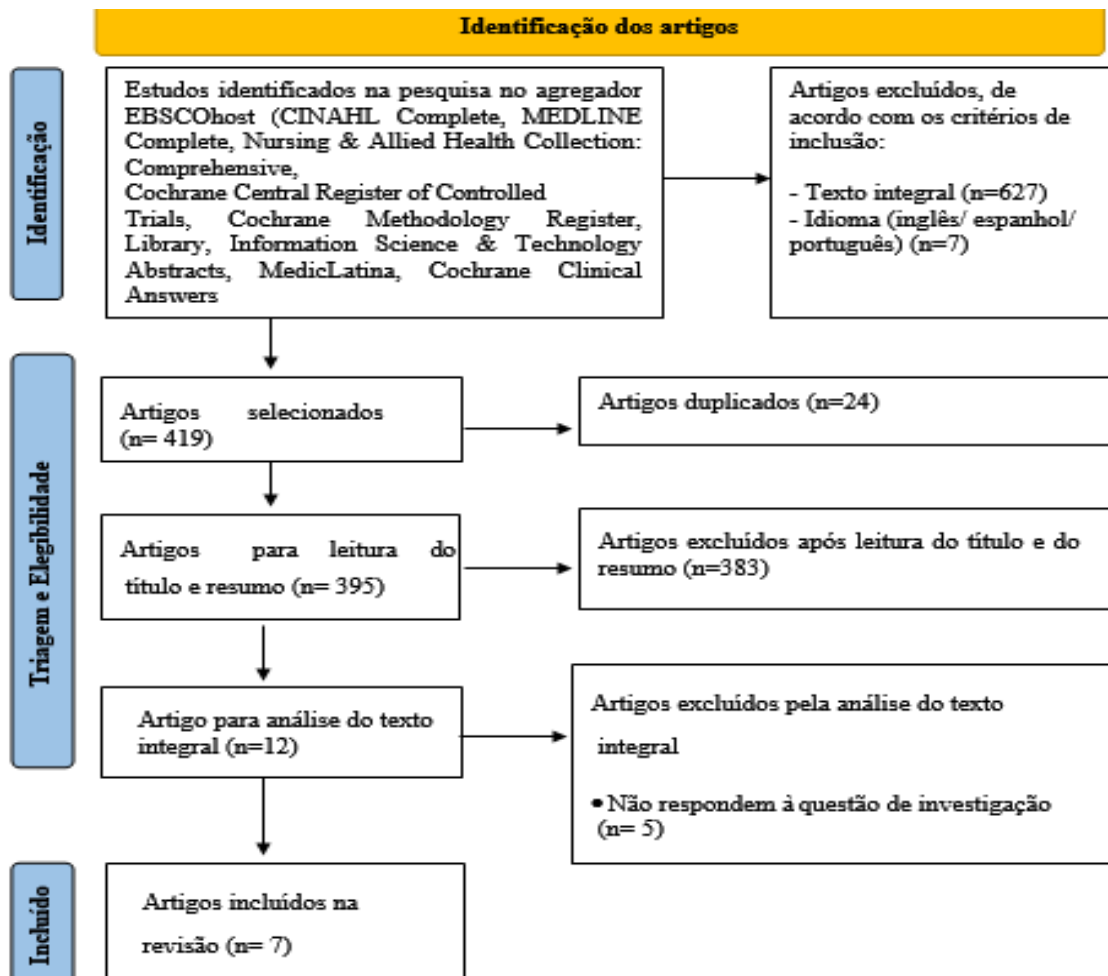 Identificação dos artigos
Identificação
Estudos identificados na pesquisa no agregador
EBSCOhost (CINAHL Complete, MEDLINE
Complete, Nursing & Allied Health Collection:
Comprehensive,
Cochrane Central Register of Controlled
Trials, Cochrane Methodology Register,
Library, Information Science & Technology
Abstracts, MedicLatina, Cochrane Clinical
Answers
Artigos excluídos, de
acordo com os critérios de
inclusão:
- Texto integral (n=627)
- Idioma (inglês/ espanhol/
português) (n=7)
Triagem e Elegibilidade
Artigos selecionados
(n= 419)
Artigos duplicados (n=24)
Artigos para leitura do
título e resumo (n= 395)
Artigos excluídos após leitura do título e do
resumo (n=383)
Artigo para análise do texto
integral (n=12)
Artigos excluídos pela análise do texto
integral
• Não respondem à questão de investigação
(n= 5)
Incluído
Artigos incluídos na
revisão (n= 7)